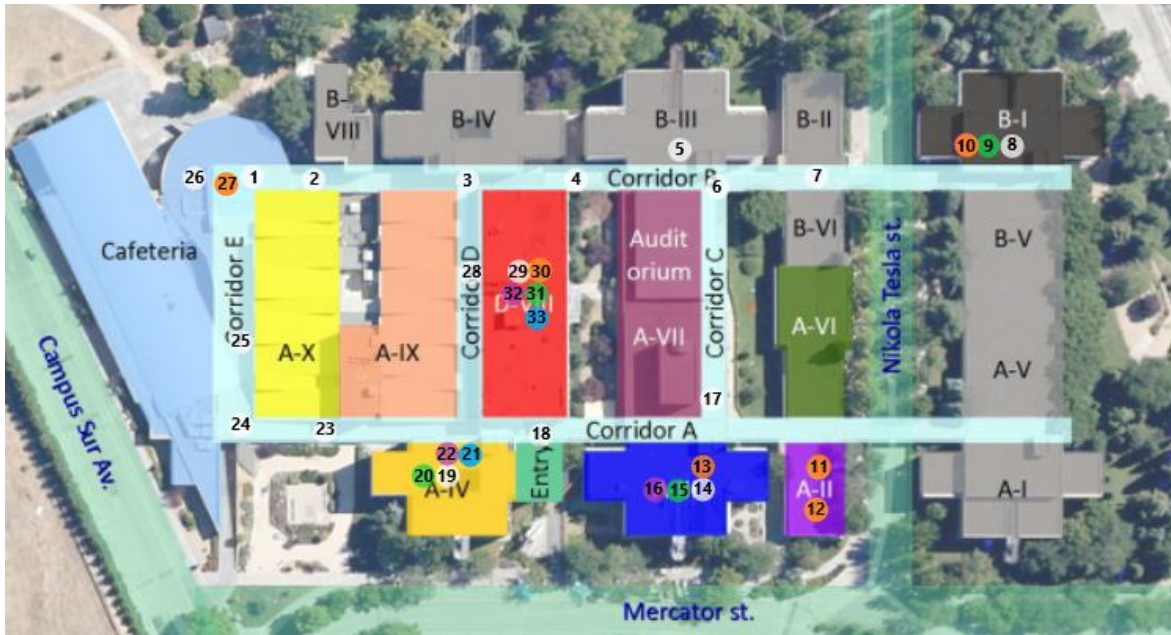 B-
VIII
B-IV
B-III
B-II
B-I
10
9
8
5
26
27
1
2
3
4
Corridor B
6
7
Cafeteria
Corridor E
28
29
30
32
31
33
Audit
orium
Corridor C
B-VI
B-V
Nikola Tesla st.
A-X
A-IX
A-VII
A-VI
A-V
25
17
24
23
18
Corridor A
Campus Sur Av.
22
21
20
19
A-IV
Entry
13
16
15
14
11
A-II
12
A-I
Mercator st.